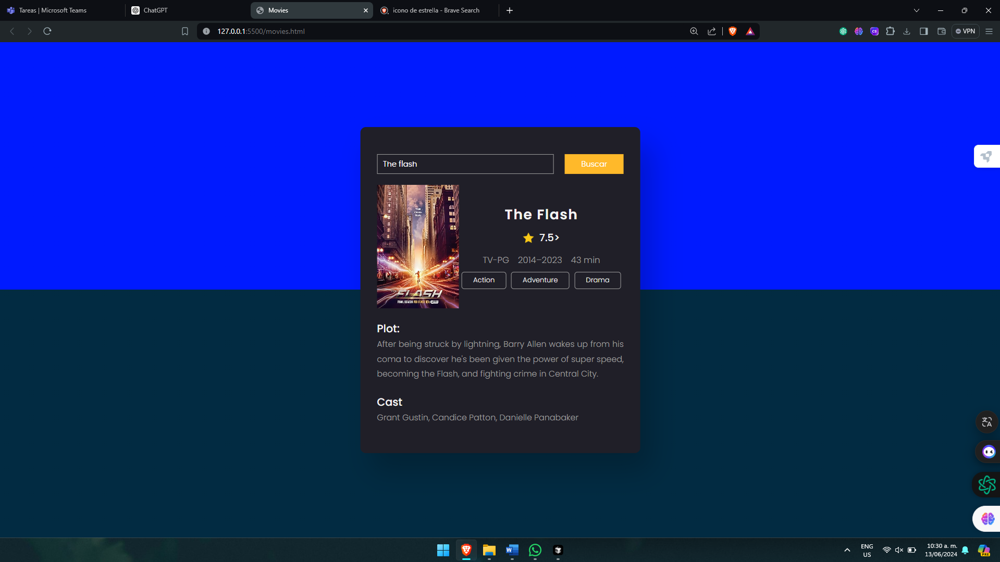 Tareas | Microsoft Teams
ChatGPT
Movies
icono de estrella - Brave Search
127.0.0.1:5500/movies.html
VPN
The flash
Buscar
THE
FINAL
RUN
The Flash
7.5>
TV-PG 2014–2023 43 min
Action Adventure Drama
FLASH
FINAL SEASON FEB 8 WED 8/7c CW
Plot:
After being struck by lightning, Barry Allen wakes up from his
coma to discover he's been given the power of super speed,
becoming the Flash, and fighting crime in Central City.
Cast
Grant Gustin, Candice Patton, Danielle Panabaker
ENG
US
10:30 a. m.
13/06/2024
PRE